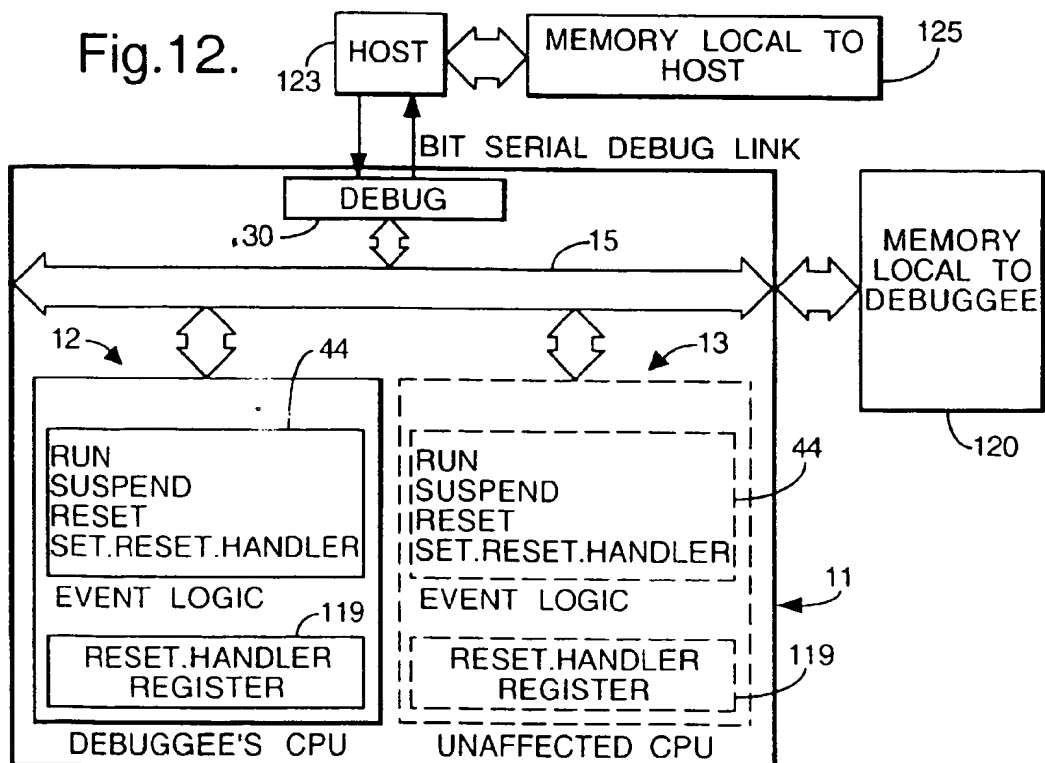 Fig.12.
HOST
123
MEMORY LOCAL TO
HOST
125
BIT SERIAL DEBUG LINK
DEBUG
30
15
MEMORY
LOCAL TO
DEBUGGEE
120
12
44
13
RUN
SUSPEND
RESET
SET.RESET.HANDLER
EVENT LOGIC
119
RESET.HANDLER
REGISTER
DEBUGGEE'S CPU
RUN
SUSPEND
RESET
SET.RESET.HANDLER
44
EVENT LOGIC
11
RESET.HANDLER
REGISTER
119
UNAFFECTED CPU